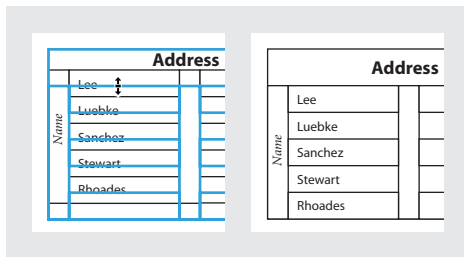 Address
Name
Lee
Luebke
Sanchez
Stewart
Rhoades
Address
Name
Lee
Luebke
Sanchez
Stewart
Rhoades